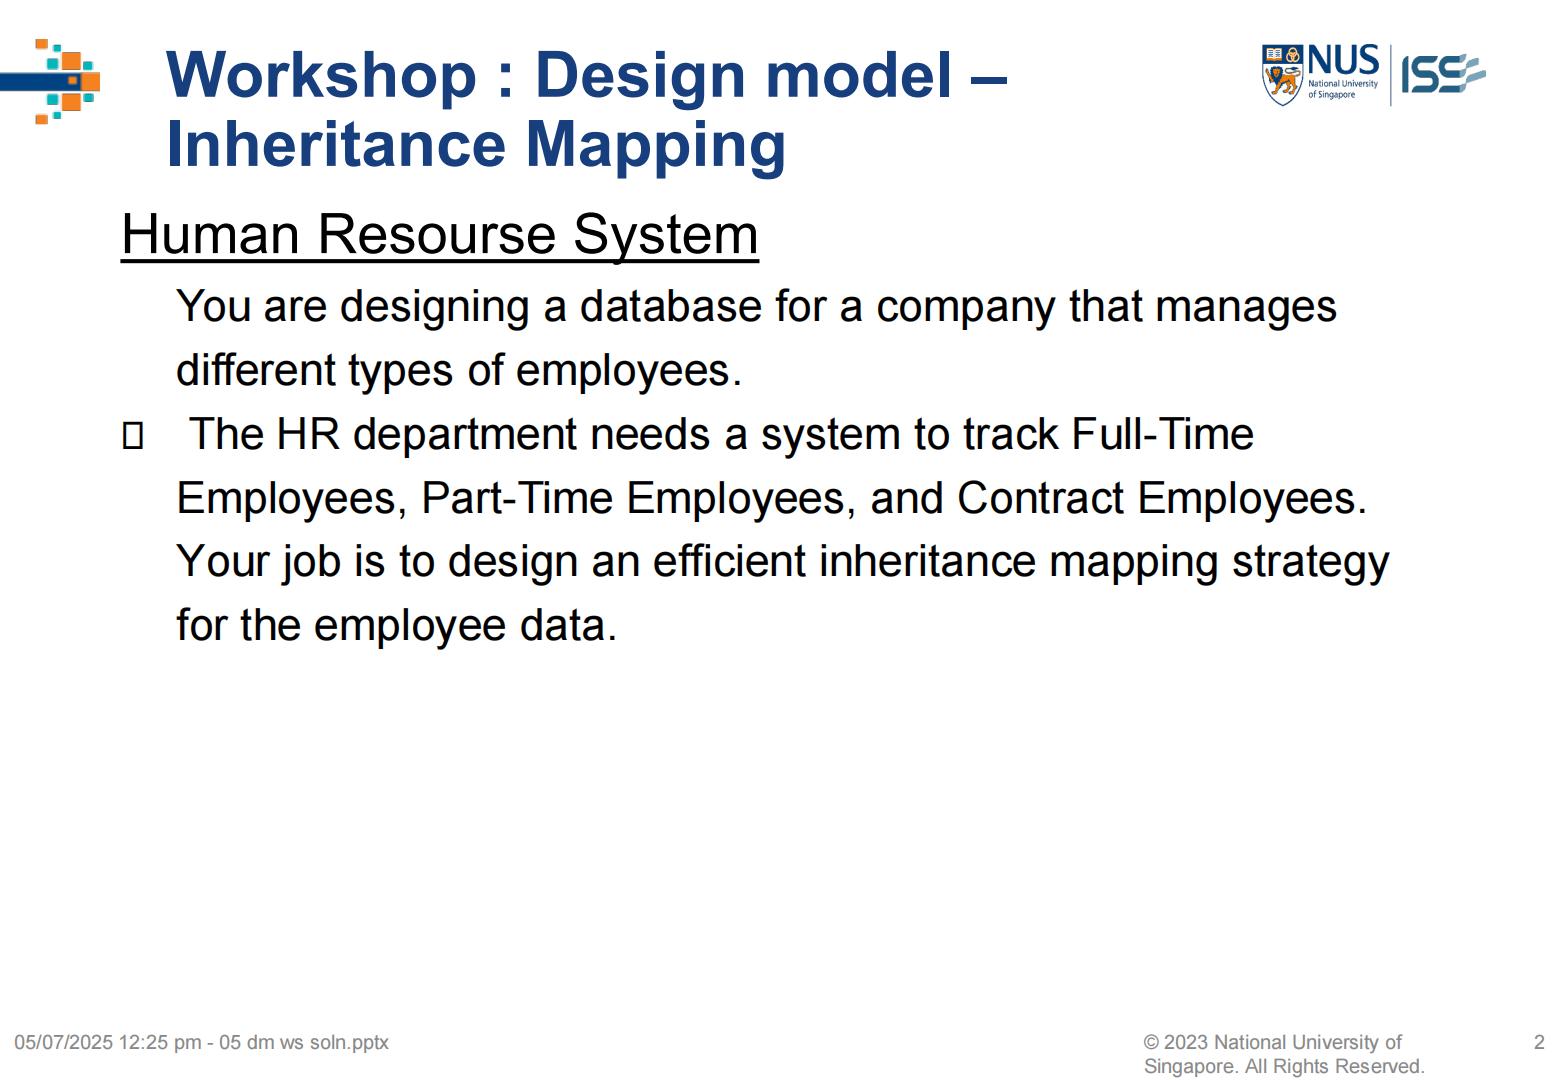 Workshop : Design model –
Inheritance Mapping
NUS
National University
of Singapore
ISS
Human Resourse System
You are designing a database for a company that manages
different types of employees.
The HR department needs a system to track Full-Time
Employees, Part-Time Employees, and Contract Employees.
Your job is to design an efficient inheritance mapping strategy
for the employee data.
05/07/2025 12:25 pm - 05 dm ws soln.pptx
© 2023 National University of
Singapore. All Rights Reserved.
2